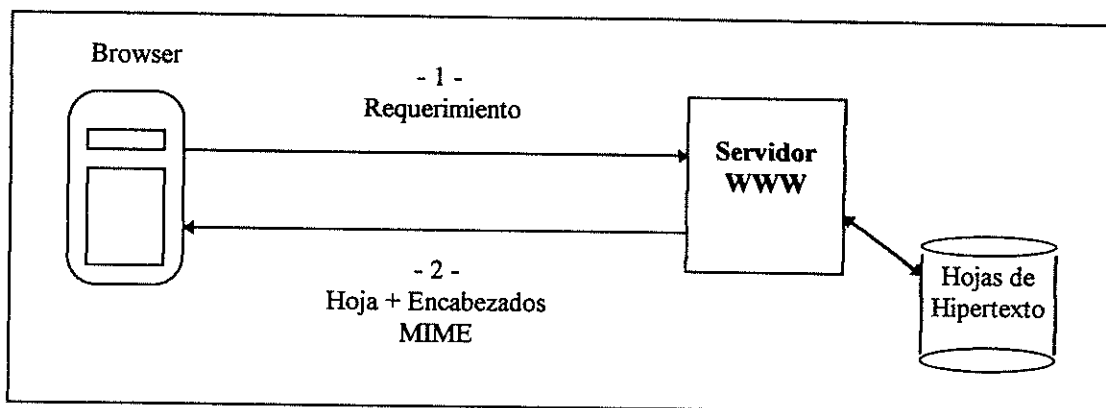 Browser
- 1 -
Requerimiento
Servidor
WWW
- 2 -
Hoja + Encabezados
MIME
Hojas de
Hipertexto